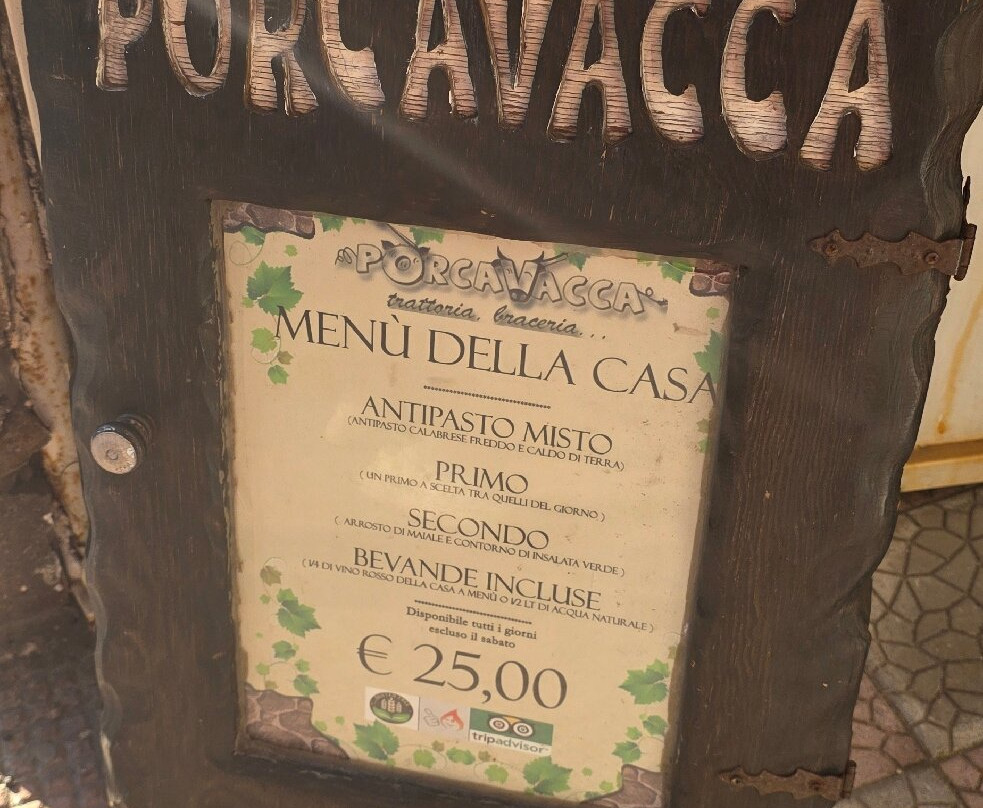 PORCAVACCA
PORCAVACCA
trattoria, braceria...
MENÙ DELLA CASA
ANTIPASTO MISTO
(ANTIPASTO CALABRESE FREDDO E CALDO DI TERRA)
PRIMO
( UN PRIMO A SCELTA TRA QUELLI DEL GIORNO )
SECONDO
( ARROSTO DI MAIALE E CONTORNO DI INSALATA VERDE )
BEVANDE INCLUSE
( 1/4 DI VINO ROSSO DELLA CASA A MENÙ O 1/2 LT DI ACQUA NATURALE )
Disponibile tutti i giorni
escluso il sabato
€ 25,00
tripadvisor